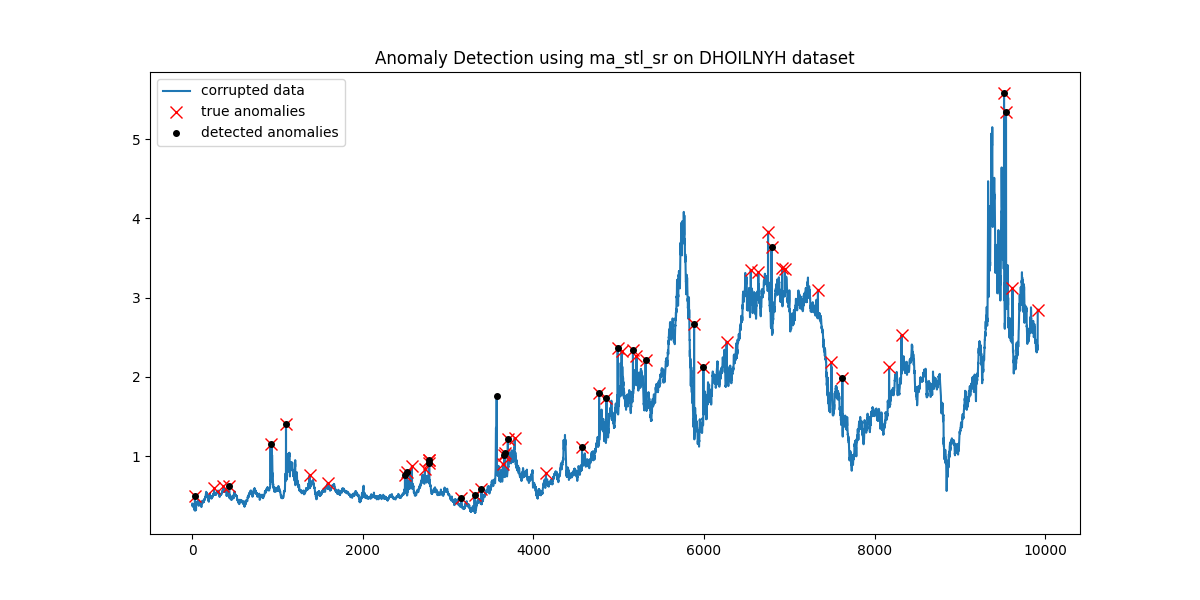 Anomaly Detection using ma_stl_sr on DHOILNYH dataset
corrupted data
true anomalies
detected anomalies
5
4
3
2
1
0
2000
4000
6000
8000
10000